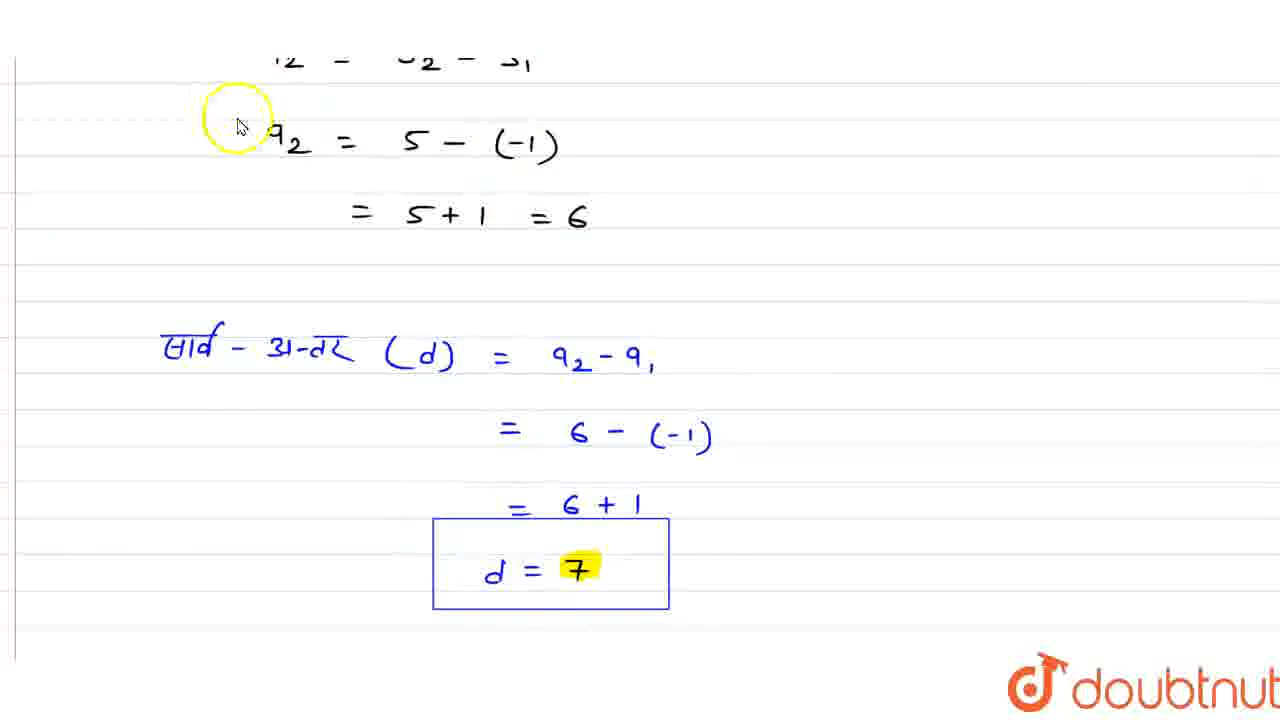 a₂ = 5 - (-1)
= 5 + 1 = 6
सार्व - अन्तर (d) = a₂ - a₁
= 6 - (-1)
= 6 + 1
d = 7
doubtnut